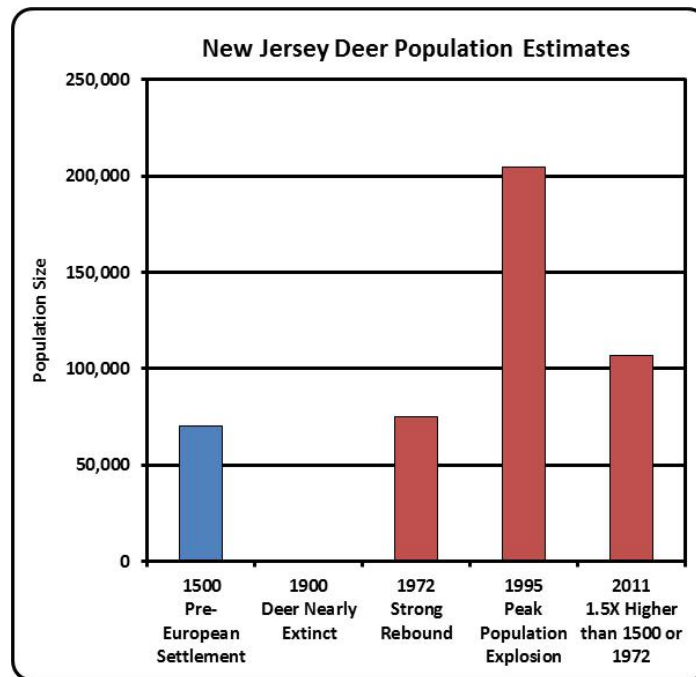 New Jersey Deer Population Estimates
250,000
200,000
150,000
100,000
50,000
0
Population Size
1500
Pre-
European
Settlement
1900
Deer Nearly
Extinct
1972
Strong
Rebound
1995
Peak
Population
Explosion
2011
1.5X Higher
than 1500 or
1972